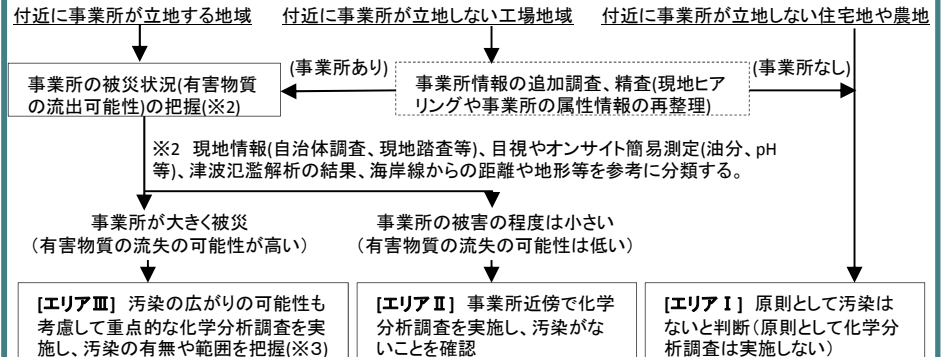 付近に事業所が立地する地域
付近に事業所が立地しない工場地域
付近に事業所が立地しない住宅地や農地
事業所の被災状況(有害物質
の流出可能性)の把握(※2)
(事業所あり)
事業所情報の追加調査、精査(現地ヒア
リングや事業所の属性情報の再整理)
(事業所なし)
※2 現地情報(自治体調査、現地踏査等)、目視やオンサイト簡易測定(油分、pH
等)、津波氾濫解析の結果、海岸線からの距離や地形等を参考に分類する。
事業所が大きく被災
(有害物質の流失の可能性が高い)
事業所の被害の程度は小さい
(有害物質の流失の可能性は低い)
[エリアⅢ] 汚染の広がりの可能性も
考慮して重点的な化学分析調査を実
施し、汚染の有無や範囲を把握(※3)
[エリアⅡ] 事業所近傍で化学
分析調査を実施し、汚染がな
いことを確認
[エリアⅠ] 原則として汚染は
ないと判断(原則として化学分
析調査は実施しない)